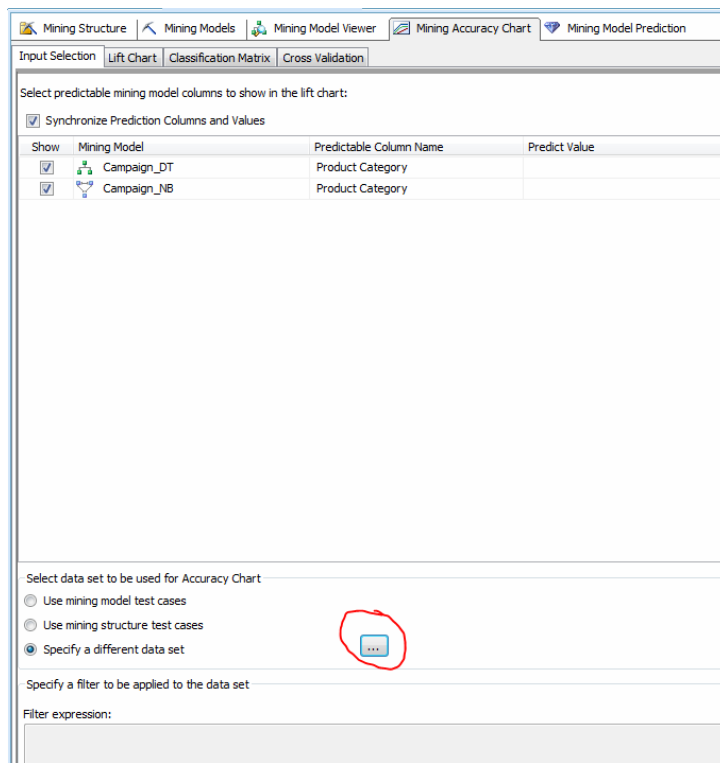 Mining Structure Mining Models Mining Model Viewer Mining Accuracy Chart Mining Model Prediction
Input Selection Lift Chart Classification Matrix Cross Validation
Select predictable mining model columns to show in the lift chart:
Synchronize Prediction Columns and Values
Show Mining Model Predictable Column Name Predict Value
Campaign_DT Product Category
Campaign_NB Product Category
Select data set to be used for Accuracy Chart
Use mining model test cases
Use mining structure test cases
Specify a different data set ...
Specify a filter to be applied to the data set
Filter expression: